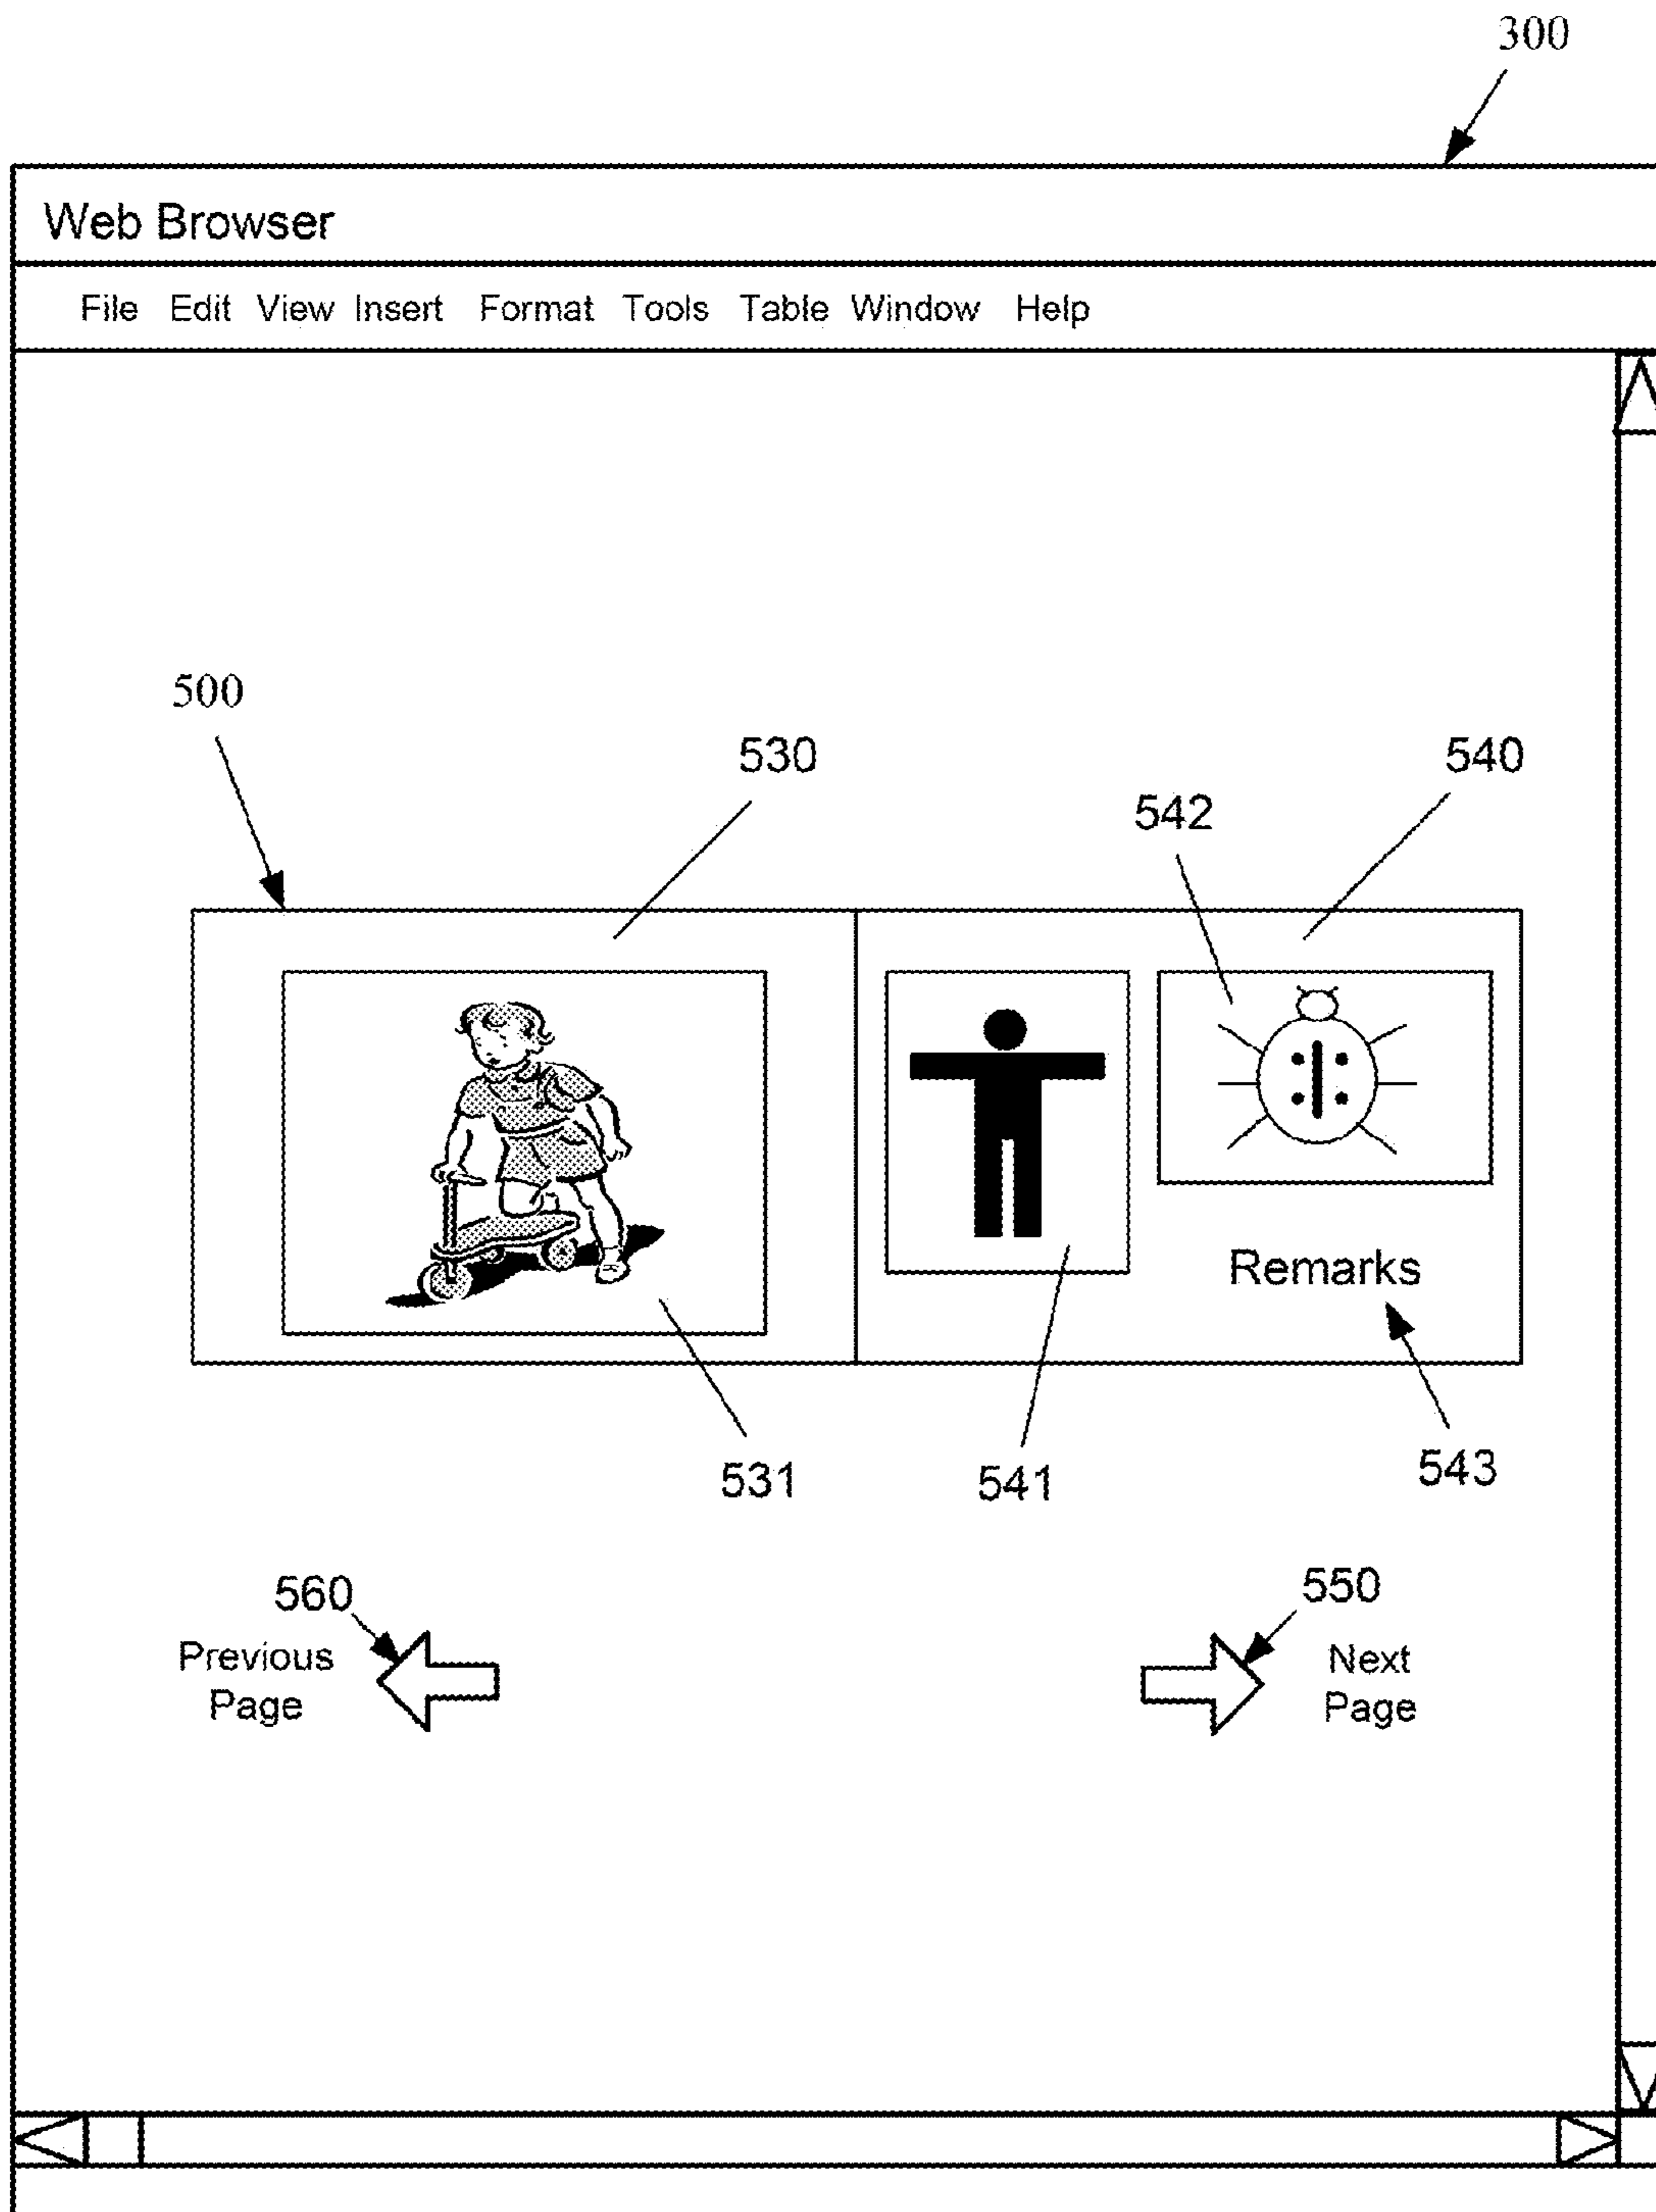 300
Web Browser
File Edit View Insert Format Tools Table Window Help
500
530
540
542
Remarks
531
541
543
560
550
Previous
Page
Next
Page